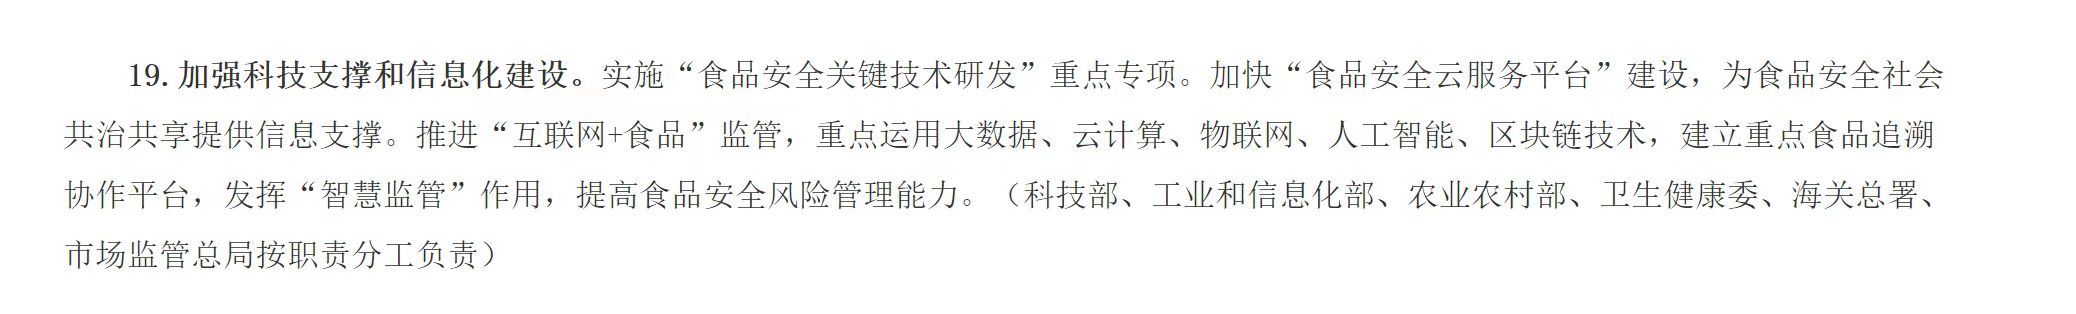 19.加强科技支撑和信息化建设。实施“食品安全关键技术研发”重点专项。加快“食品安全云服务平台”建设，为食品安全社会
共治共享提供信息支撑。推进“互联网+食品”监管，重点运用大数据、云计算、物联网、人工智能、区块链技术，建立重点食品追溯
协作平台，发挥“智慧监管”作用，提高食品安全风险管理能力。（科技部、工业和信息化部、农业农村部、卫生健康委、海关总署、
市场监管总局按职责分工负责）